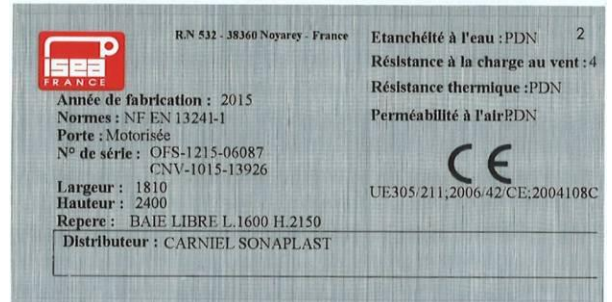 R.N 532 - 38360 Noyarey - France
isea
FRANCE
Année de fabrication : 2015
Normes : NF EN 13241-1
Porte : Motorisée
N° de série : OFS-1215-06087
CNV-1015-13926
Largeur : 1810
Hauteur : 2400
Repere : BAIE LIBRE L.1600 H.2150
Distributeur : CARNIEL SONAPLAST
Etanchéité à l'eau : PDN 2
Résistance à la charge au vent : 4
Résistance thermique : PDN
Perméabilité à l'air PDN
CE
UE305/211;2006/42/CE;2004108C